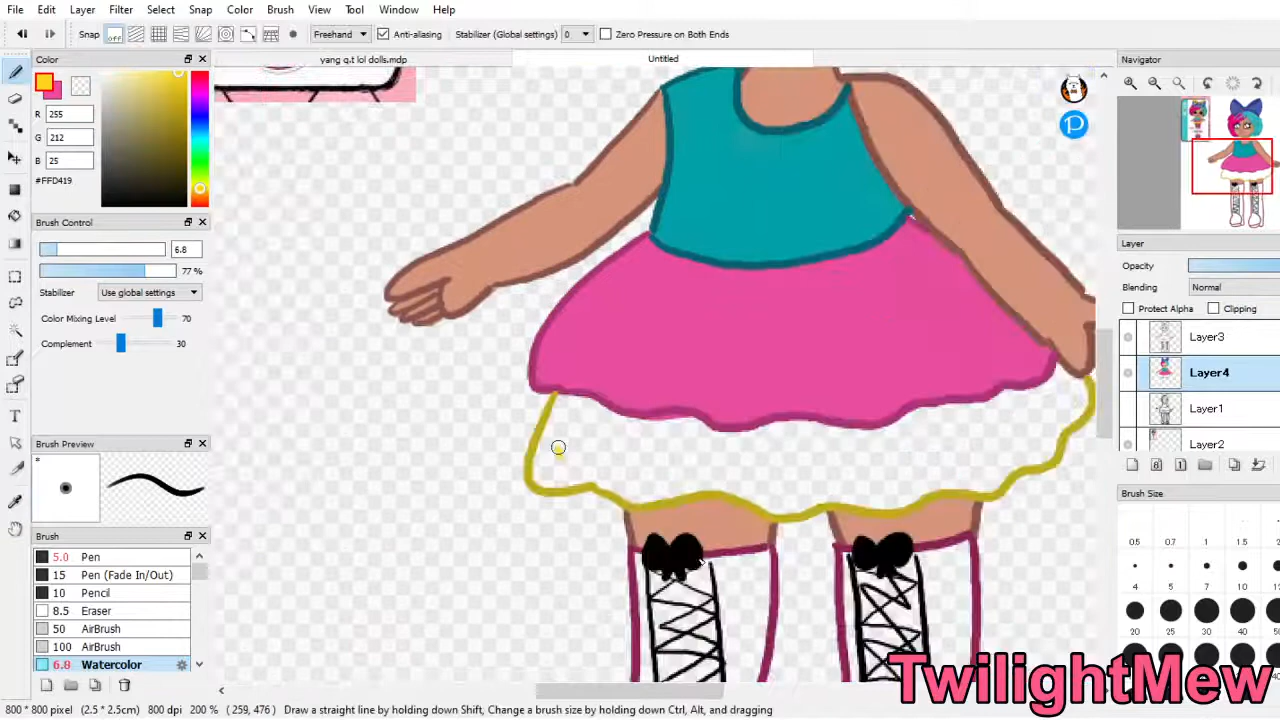 File Edit Layer Filter Selection Snap Color Brush View Tool Window Help
Snap off Freehand Anti-aliasing Stabilizer (Global settings) 0 Zero Pressure on Both Ends
Color
yang q.t lol dolls.mdp
Untitled
Navigator
R 255
G 212
B 25
#FFD419
Brush Control
6.8
77 %
Stabilizer Use global settings
Color Mixing Level 70
Complement 30
Layer
Opacity
Blending Normal
Protect Alpha Clipping
Layer3
Layer4
Layer1
Layer2
Brush Preview
Brush
5.0 Pen
15 Pen (Fade In/Out)
10 Pencil
8.5 Eraser
50 AirBrush
100 AirBrush
6.8 Watercolor
Brush Size
0.5 0.7 1 1.5 2
4 5 7 10
20 25 30 40
TwilightMew
800 * 800 pixel (2.5 * 2.5cm) 800 dpi 200 % ( 259, 476 ) Draw a straight line by holding down Shift, Change a brush size by holding down Ctrl, Alt, and dragging